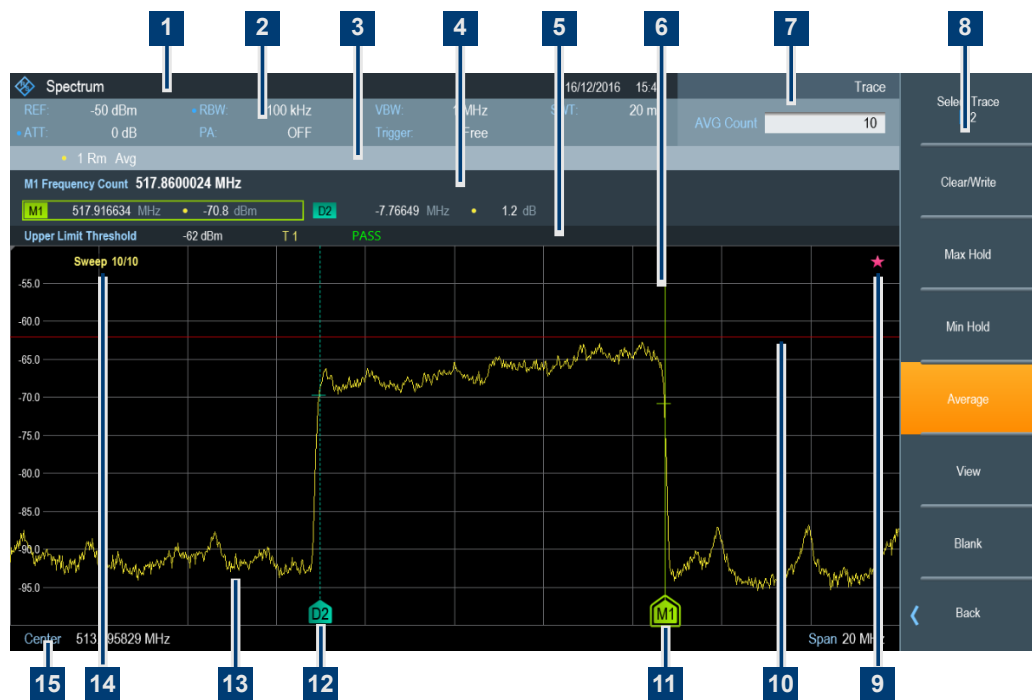 1 2 3 4 5 6 7 8
Spectrum 16/12/2016 Trace
REF: -50 dBm RBW: 100 kHz VBW: MHz
ATT: 0 dB PA: OFF Trigger: Free
AVG Count 10
1 Rm Avg
M1 Frequency Count 517.8600024 MHz
M1 517.916634 MHz -70.8 dBm D2 -7.76649 MHz 1.2 dB
Upper Limit Threshold -62 dBm T 1 PASS
Sweep 10/10
-55.0
-60.0
-65.0
-70.0
-75.0
-80.0
-85.0
-90.0
-95.0
D2 M1
Center MHz Span 20
Trace
Clear/Write
Max Hold
Min Hold
Average
View
Blank
Back
15 14 13 12 11 10 9